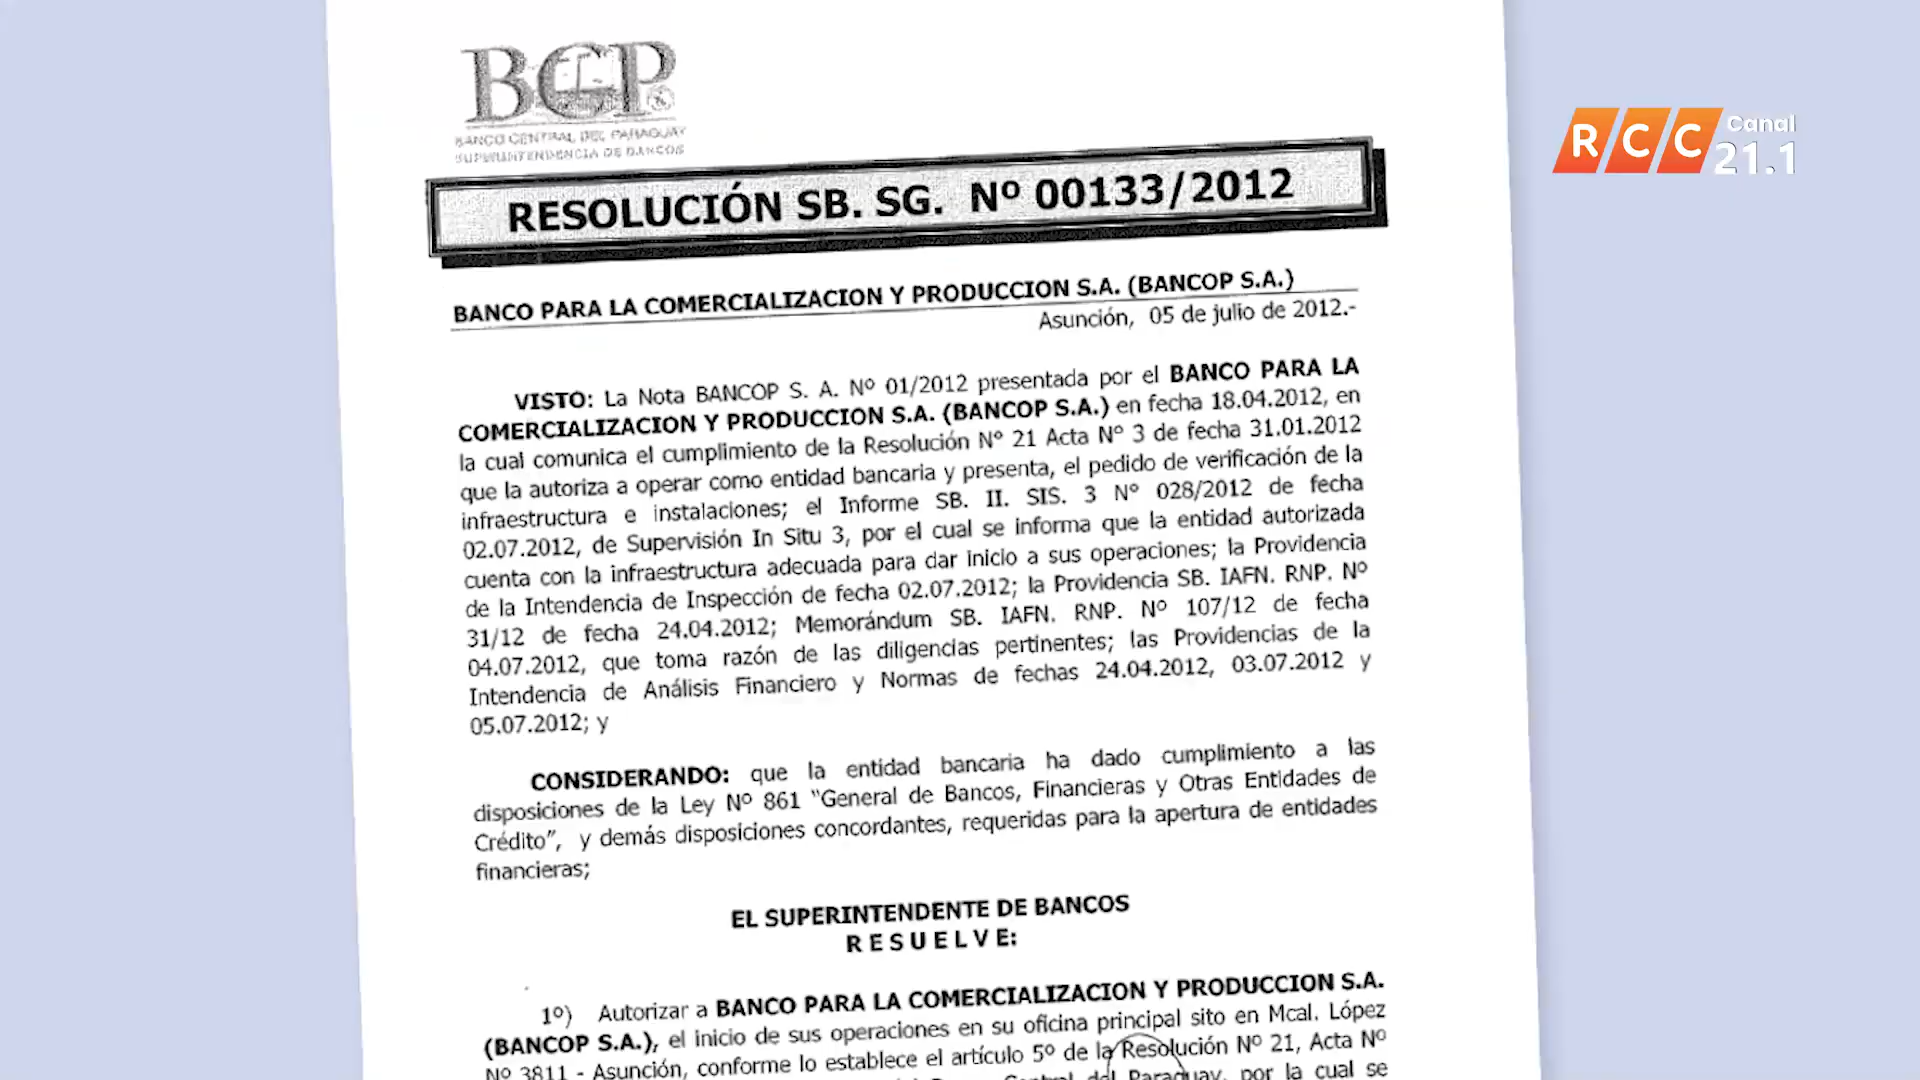 BCP
BANCO CENTRAL DEL PARAGUAY
SUPERINTENDENCIA DE BANCOS
RCC Canal 21.1
RESOLUCIÓN SB. SG. Nº 00133/2012
BANCO PARA LA COMERCIALIZACION Y PRODUCCION S.A. (BANCOP S.A.)
Asunción, 05 de julio de 2012.-
VISTO: La Nota BANCOP S. A. Nº 01/2012 presentada por el BANCO PARA LA
COMERCIALIZACION Y PRODUCCION S.A. (BANCOP S.A.) en fecha 18.04.2012, en
la cual comunica el cumplimiento de la Resolución Nº 21 Acta Nº 3 de fecha 31.01.2012
que la autoriza a operar como entidad bancaria y presenta, el pedido de verificación de la
infraestructura e instalaciones; el Informe SB. II. SIS. 3 Nº 028/2012 de fecha
02.07.2012, de Supervisión In Situ 3, por el cual se informa que la entidad autorizada
cuenta con la infraestructura adecuada para dar inicio a sus operaciones; la Providencia
de la Intendencia de Inspección de fecha 02.07.2012; la Providencia SB. IAFN. RNP. Nº
31/12 de fecha 24.04.2012; Memorándum SB. IAFN. RNP. Nº 107/12 de fecha
04.07.2012, que toma razón de las diligencias pertinentes; las Providencias de la
Intendencia de Análisis Financiero y Normas de fechas 24.04.2012, 03.07.2012 y
05.07.2012; y
CONSIDERANDO: que la entidad bancaria ha dado cumplimiento a las
disposiciones de la Ley Nº 861 "General de Bancos, Financieras y Otras Entidades de
Crédito", y demás disposiciones concordantes, requeridas para la apertura de entidades
financieras;
EL SUPERINTENDENTE DE BANCOS
R E S U E L V E:
1º) Autorizar a BANCO PARA LA COMERCIALIZACION Y PRODUCCION S.A.
(BANCOP S.A.), el inicio de sus operaciones en su oficina principal sito en Mcal. López
Nº 3811 - Asunción, conforme lo establece el artículo 5º de la Resolución Nº 21, Acta Nº
Central del Paraguay, por la cual se